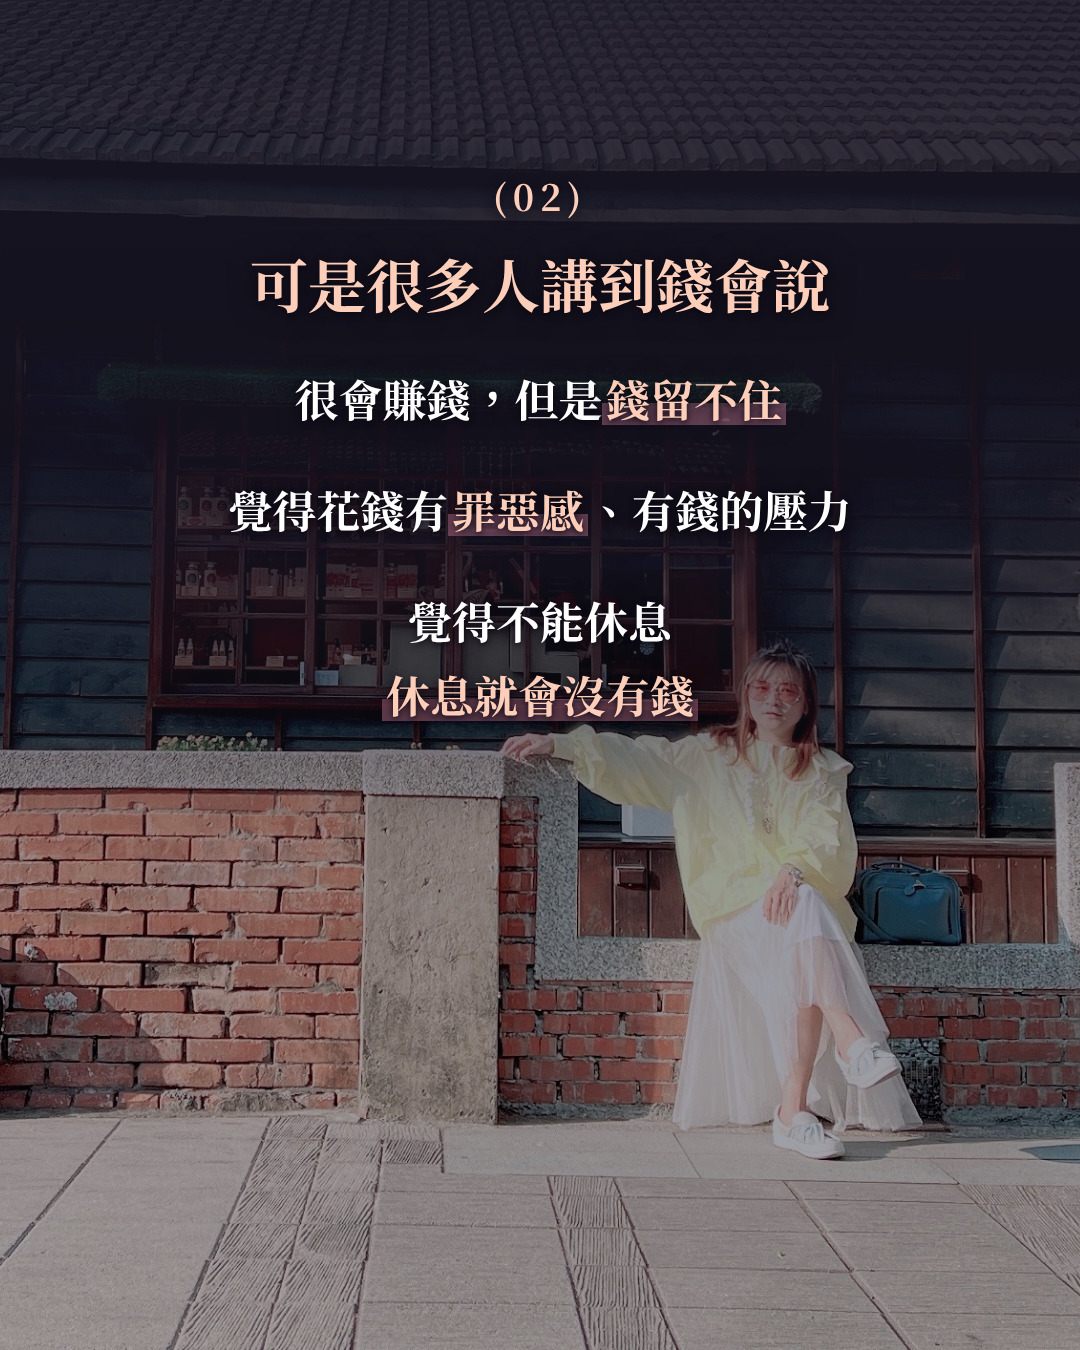 (02)
可是很多人講到錢會說
很會賺錢，但是錢留不住
覺得花錢有罪惡感、有錢的壓力
覺得不能休息
休息就會沒有錢